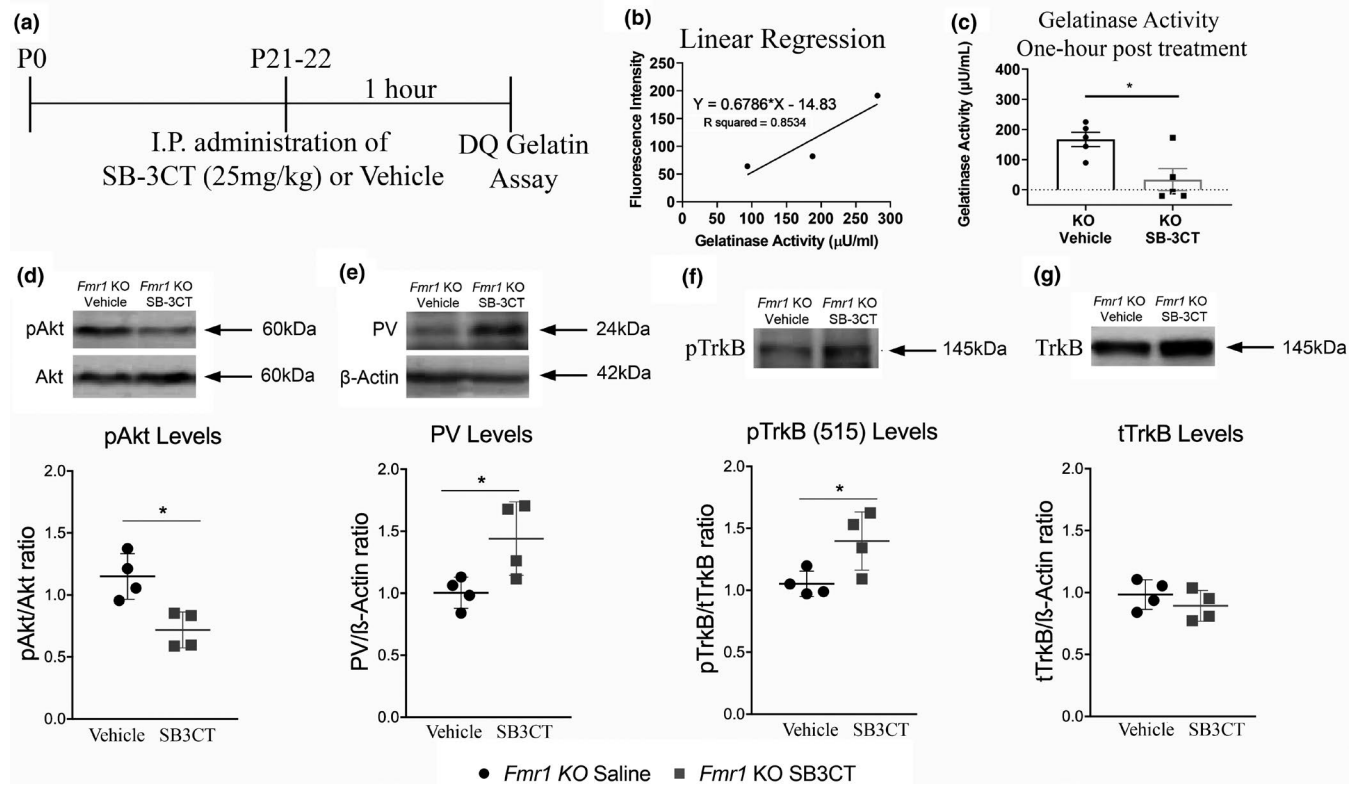 (a)
P0
P21-22
1 hour
I.P. administration of
SB-3CT (25mg/kg) or Vehicle
DQ Gelatin
Assay
(b)
Linear Regression
Fluorescence Intensity
250
200
150
100
50
0
Y = 0.6786*X - 14.83
R squared = 0.8534
0 50 100 150 200 250 300
Gelatinase Activity (µU/ml)
(c)
Gelatinase Activity
One-hour post treatment
Gelatinase Activity (µU/mL)
400
300
200
100
50
0
*
KO
Vehicle
KO
SB-3CT
(d)
Fmr1 KO
Vehicle
Fmr1 KO
SB-3CT
pAkt
60kDa
Akt
60kDa
pAkt Levels
pAkt/Akt ratio
2.0
1.5
1.0
0.5
0.0
*
Vehicle SB3CT
(e)
Fmr1 KO
Vehicle
Fmr1 KO
SB-3CT
PV
24kDa
β-Actin
42kDa
PV Levels
PV/ß-Actin ratio
2.0
1.5
1.0
0.5
0.0
*
Vehicle SB3CT
(f)
Fmr1 KO
Vehicle
Fmr1 KO
SB-3CT
pTrkB
145kDa
pTrkB (515) Levels
pTrkB/tTrkB ratio
2.0
1.5
1.0
0.5
0.0
*
Vehicle SB3CT
(g)
Fmr1 KO
Vehicle
Fmr1 KO
SB-3CT
TrkB
145kDa
tTrkB Levels
tTrkB/ß-Actin ratio
2.0
1.5
1.0
0.5
0.0
Vehicle SB3CT
Fmr1 KO Saline
Fmr1 KO SB3CT